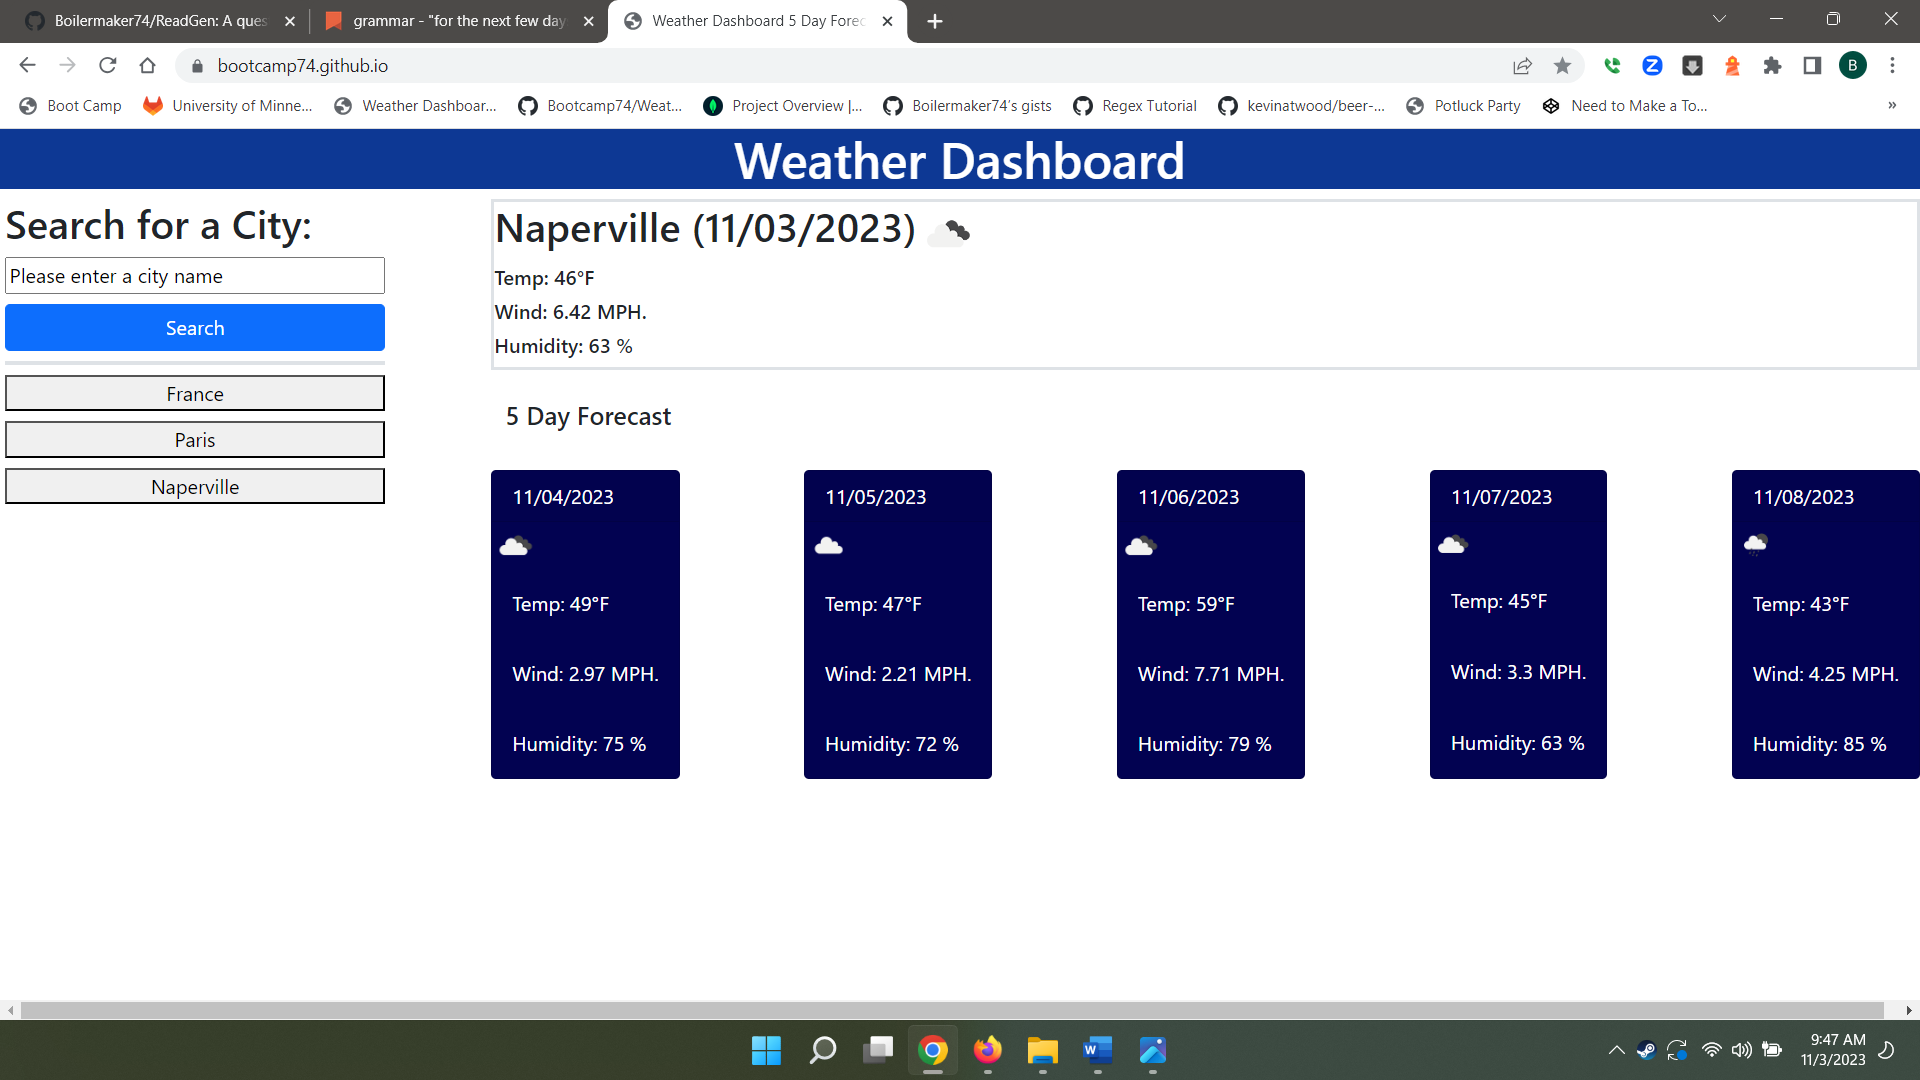 Boilermaker74/ReadGen: A ques
grammar - "for the next few day
Weather Dashboard 5 Day Forec
bootcamp74.github.io
B
Boot Camp
University of Minne...
Weather Dashboar...
Bootcamp74/Weat...
Project Overview |...
Boilermaker74's gists
Regex Tutorial
kevinatwood/beer-...
Potluck Party
Need to Make a To...
»
Weather Dashboard
Search for a City:
Please enter a city name
Search
France
Paris
Naperville
Naperville (11/03/2023)
Temp: 46°F
Wind: 6.42 MPH.
Humidity: 63 %
5 Day Forecast
11/04/2023
Temp: 49°F
Wind: 2.97 MPH.
Humidity: 75 %
11/05/2023
Temp: 47°F
Wind: 2.21 MPH.
Humidity: 72 %
11/06/2023
Temp: 59°F
Wind: 7.71 MPH.
Humidity: 79 %
11/07/2023
Temp: 45°F
Wind: 3.3 MPH.
Humidity: 63 %
11/08/2023
Temp: 43°F
Wind: 4.25 MPH.
Humidity: 85 %
9:47 AM
11/3/2023